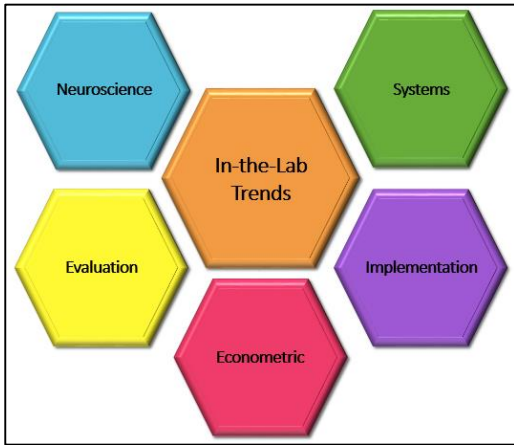 Neuroscience
Systems
In-the-Lab
Trends
Evaluation
Implementation
Econometric